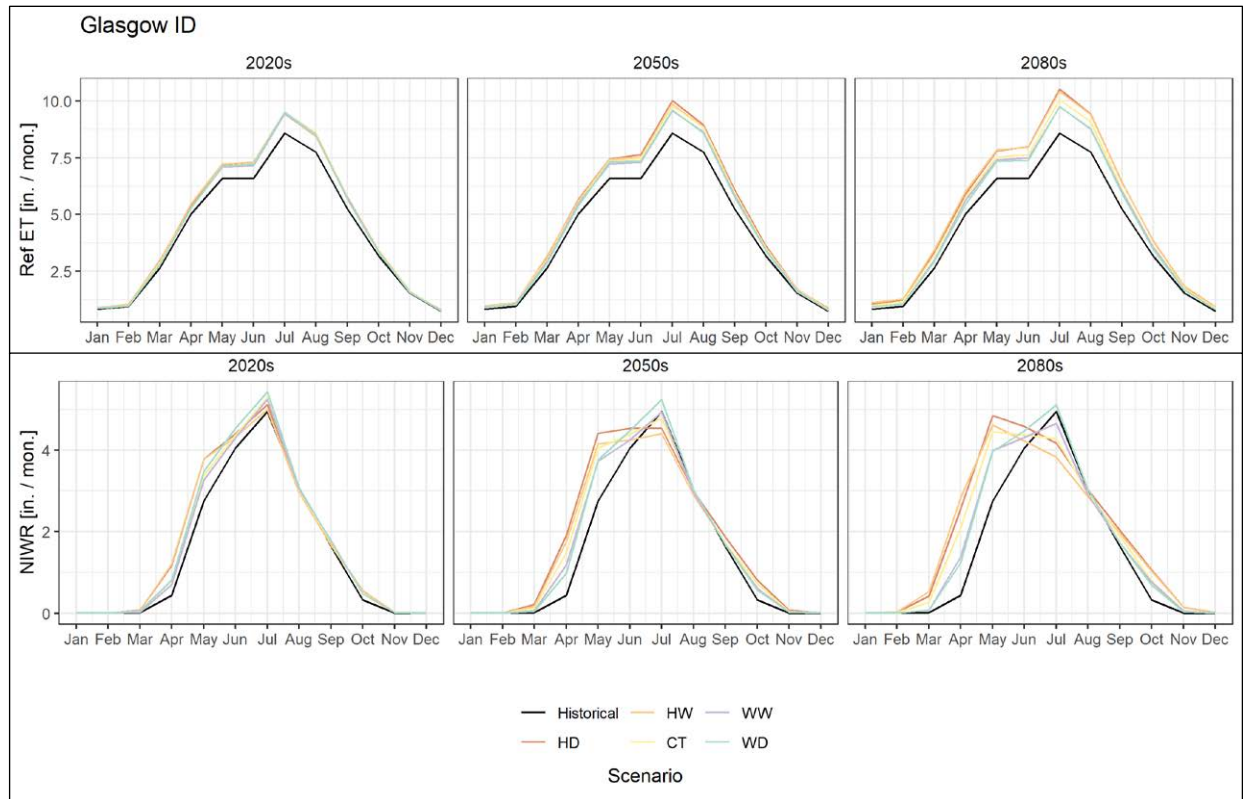 Glasgow ID
2020s 2050s 2080s
Ref ET [in. / mon.]
10.0
7.5
5.0
2.5
Jan Feb Mar Apr May Jun Jul Aug Sep Oct Nov Dec Jan Feb Mar Apr May Jun Jul Aug Sep Oct Nov Dec Jan Feb Mar Apr May Jun Jul Aug Sep Oct Nov Dec
2020s 2050s 2080s
NIWR [in. / mon.]
4
2
0
Jan Feb Mar Apr May Jun Jul Aug Sep Oct Nov Dec Jan Feb Mar Apr May Jun Jul Aug Sep Oct Nov Dec Jan Feb Mar Apr May Jun Jul Aug Sep Oct Nov Dec
Historical HW WW
HD CT WD
Scenario